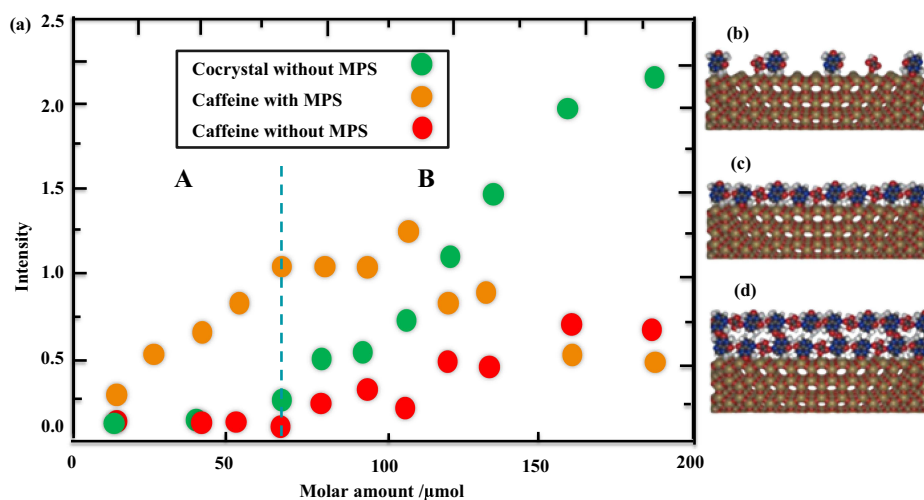 (a)
2.5
2.0
1.5
1.0
0.5
0.0
Intensity
Cocrystal without MPS
Caffeine with MPS
Caffeine without MPS
A
B
0
50
100
150
200
Molar amount /µmol
(b)
(c)
(d)